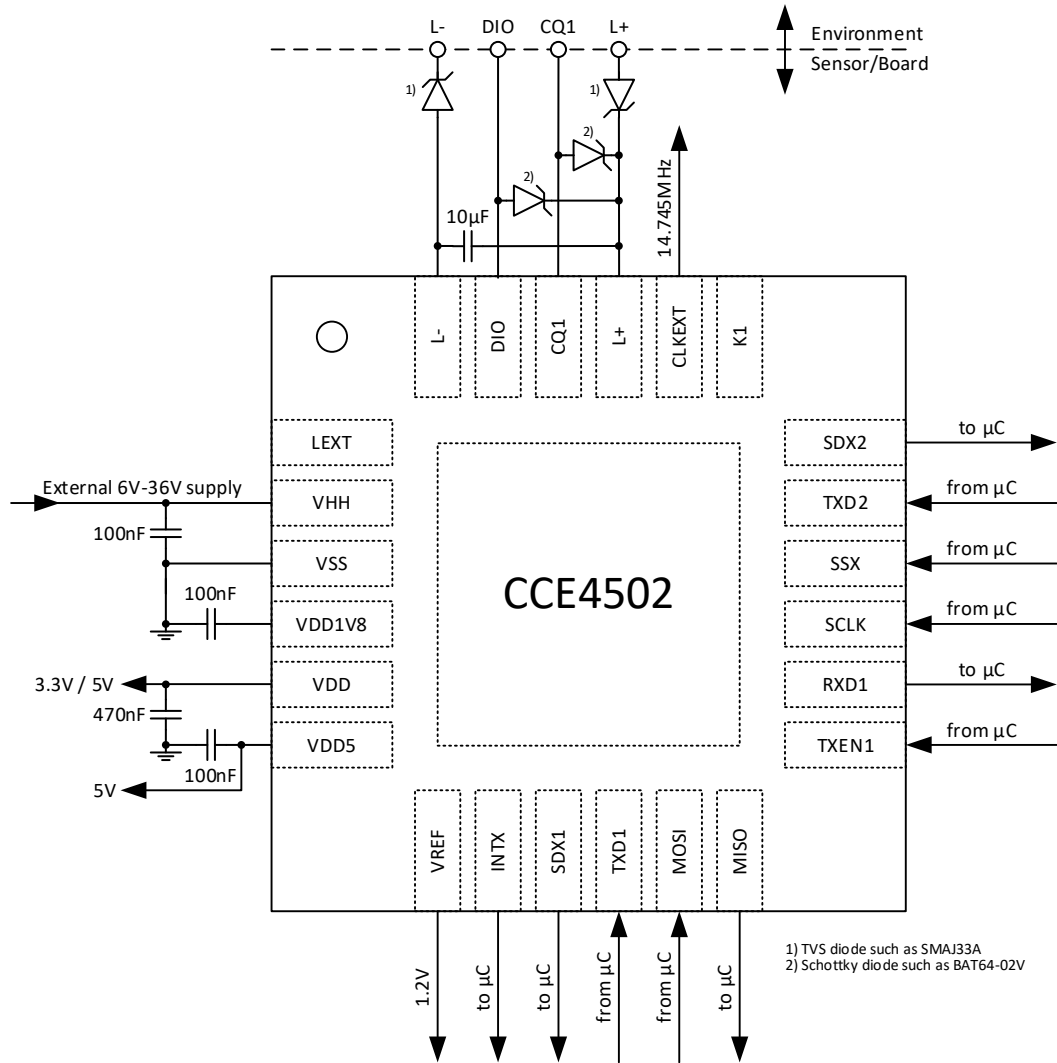 L- DIO CQ1 L+
Environment
Sensor/Board
1)
1)
2)
2)
10µF
14.745MHz
L-
DIO
CQ1
L+
CLKEXT
K1
LEXT
External 6V-36V supply
VHH
100nF
VSS
100nF
VDD1V8
3.3V / 5V
VDD
470nF
VDD5
100nF
5V
CCE4502
SDX2
to µC
TXD2
from µC
SSX
from µC
SCLK
from µC
RXD1
to µC
TXEN1
from µC
VREF
INTX
SDX1
TXD1
MOSI
MISO
1.2V
to µC
to µC
from µC
from µC
to µC
1) TVS diode such as SMAJ33A
2) Schottky diode such as BAT64-02V